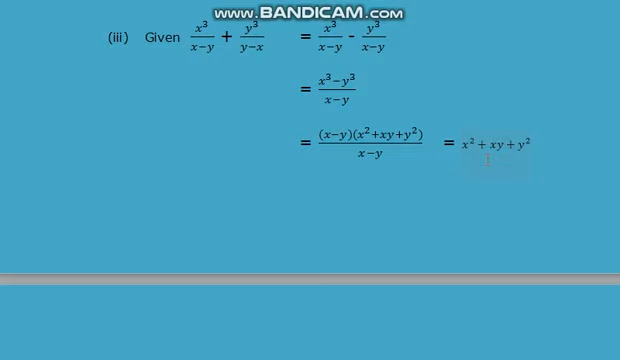 www.BANDICAM.com
(iii) Given x³/x−y + y³/y−x = x³/x−y - y³/x−y
= x³−y³/x−y
= (x−y)(x²+xy+y²)/x−y = x² + xy + y²